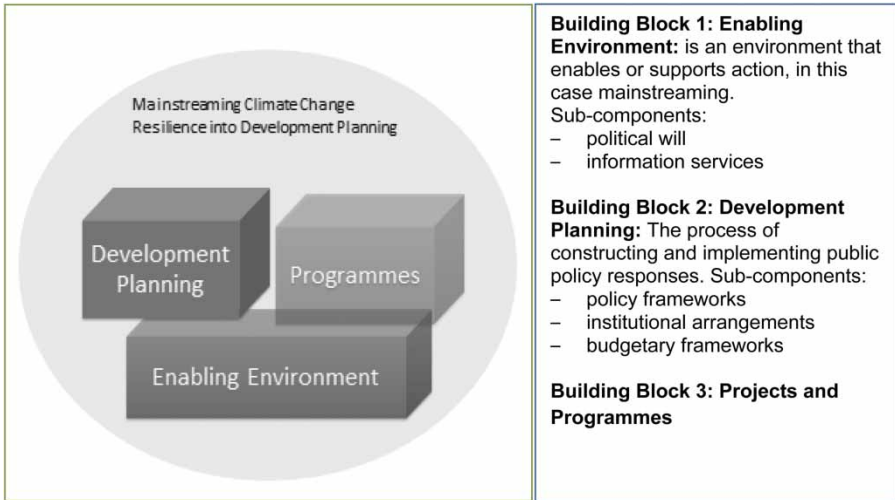 Mainstreaming Climate Change
Resilience into Development Planning
Development
Planning
Programmes
Enabling Environment
Building Block 1: Enabling
Environment: is an environment that
enables or supports action, in this
case mainstreaming.
Sub-components:
– political will
– information services
Building Block 2: Development
Planning: The process of
constructing and implementing public
policy responses. Sub-components:
– policy frameworks
– institutional arrangements
– budgetary frameworks
Building Block 3: Projects and
Programmes